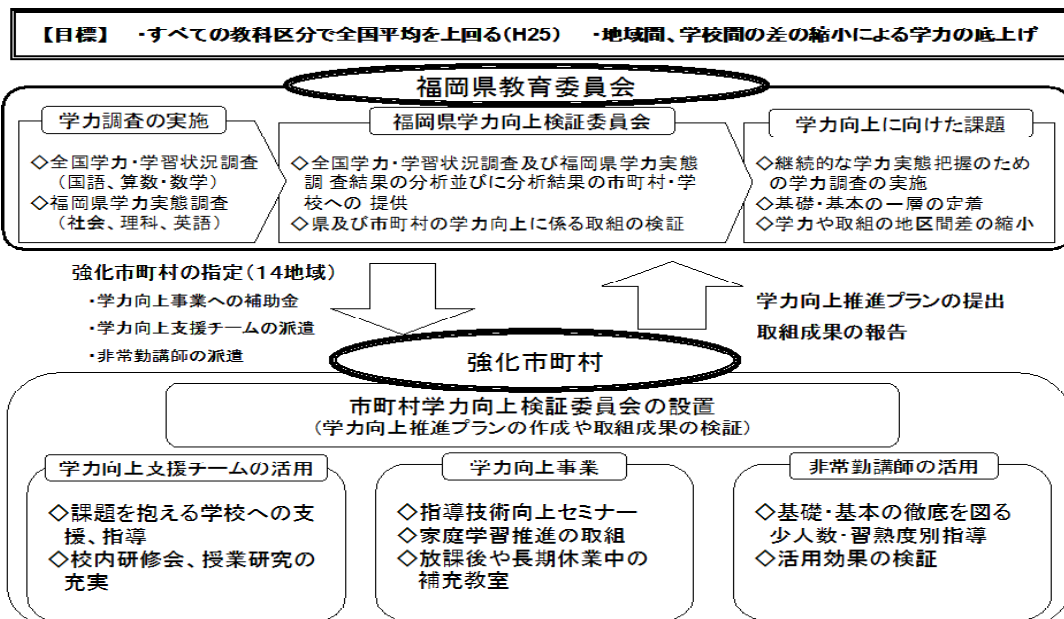 【目標】 ・すべての教科区分で全国平均を上回る(H25) ・地域間、学校間の差の縮小による学力の底上げ
福岡県教育委員会
学力調査の実施
◇全国学力・学習状況調査
(国語、算数・数学)
◇福岡県学力実態調査
(社会、理科、英語)
福岡県学力向上検証委員会
◇全国学力・学習状況調査及び福岡県学力実態
調 査結果の分析並びに分析結果の市町村・学
校への 提供
◇県及び市町村の学力向上に係る取組の検証
学力向上に向けた課題
◇継続的な学力実態把握のため
の学力調査の実施
◇基礎・基本の一層の定着
◇学力や取組の地区間差の縮小
強化市町村の指定(14地域)
・学力向上事業への補助金
・学力向上支援チームの派遣
・非常勤講師の派遣
学力向上推進プランの提出
取組成果の報告
強化市町村
市町村学力向上検証委員会の設置
(学力向上推進プランの作成や取組成果の検証)
学力向上支援チームの活用
◇課題を抱える学校への支
援、指導
◇校内研修会、授業研究の
充実
学力向上事業
◇指導技術向上セミナー
◇家庭学習推進の取組
◇放課後や長期休業中の
補充教室
非常勤講師の活用
◇基礎・基本の徹底を図る
少人数・習熟度別指導
◇活用効果の検証